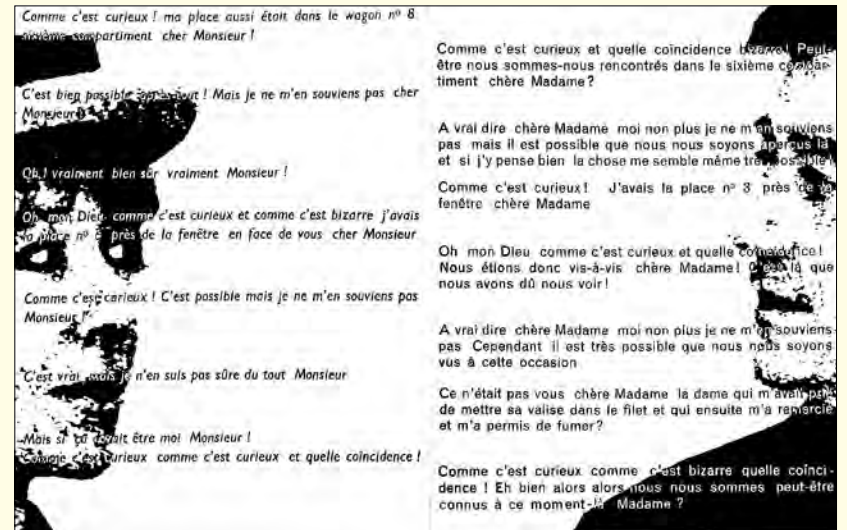 Comme c'est curieux ! ma place aussi étoit dans le wagon nº 8
sixième compartiment cher Monsieur !
C'est bien possible après tout ! Mais je ne m'en souviens pas cher
Monsieur !
Oh ! vraiment bien sûr vraiment Monsieur !
Oh mon Dieu comme c'est curieux et comme c'est bizarre j'avais
la place nº près de la fenêtre en face de vous cher Monsieur
Comme c'est curieux ! C'est possible mais je ne m'en souviens pas
Monsieur !
C'est vrai mais je n'en suis pas sûre du tout Monsieur
Mais si ça devait être moi Monsieur !
Comme c'est curieux comme c'est curieux et quelle coïncidence !
Comme c'est curieux et quelle coïncidence bizarre ! Peut-
être nous sommes-nous rencontrés dans le sixième compar-
timent chère Madame ?
A vrai dire chère Madame moi non plus je ne m'en souviens
pas mais il est possible que nous nous soyons aperçus là
et si j'y pense bien la chose me semble même très possible !
Comme c'est curieux ! J'avais la place nº 3 près de la
fenêtre chère Madame
Oh mon Dieu comme c'est curieux et quelle coïncidence !
Nous étions donc vis-à-vis chère Madame ! C'est là que
nous avons dû nous voir !
A vrai dire chère Madame moi non plus je ne m'en souviens
pas Cependant il est très possible que nous nous soyons
vus à cette occasion
Ce n'était pas vous chère Madame la dame qui m'avait
de mettre sa valise dans le filet et qui ensuite m'a remercié
et m'a permis de fumer ?
Comme c'est curieux comme c'est bizarre quelle coïnci-
dence ! Eh bien alors alors nous nous sommes peut-être
connus à ce moment-là Madame ?